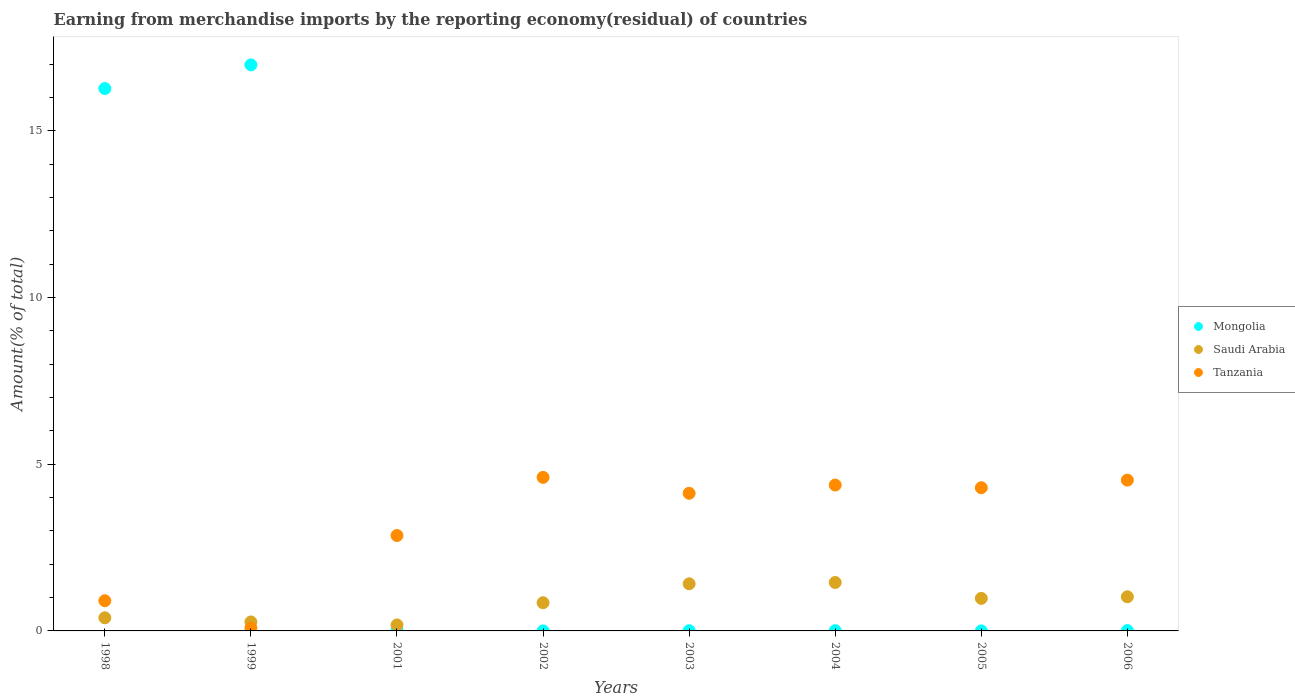 Earning from merchandise imports by the reporting economy(residual) of countries
Amount(% of total)
15
10
5
0
1998
1999
2001
2002
2003
2004
2005
2006
Years
Mongolia
Saudi Arabia
Tanzania